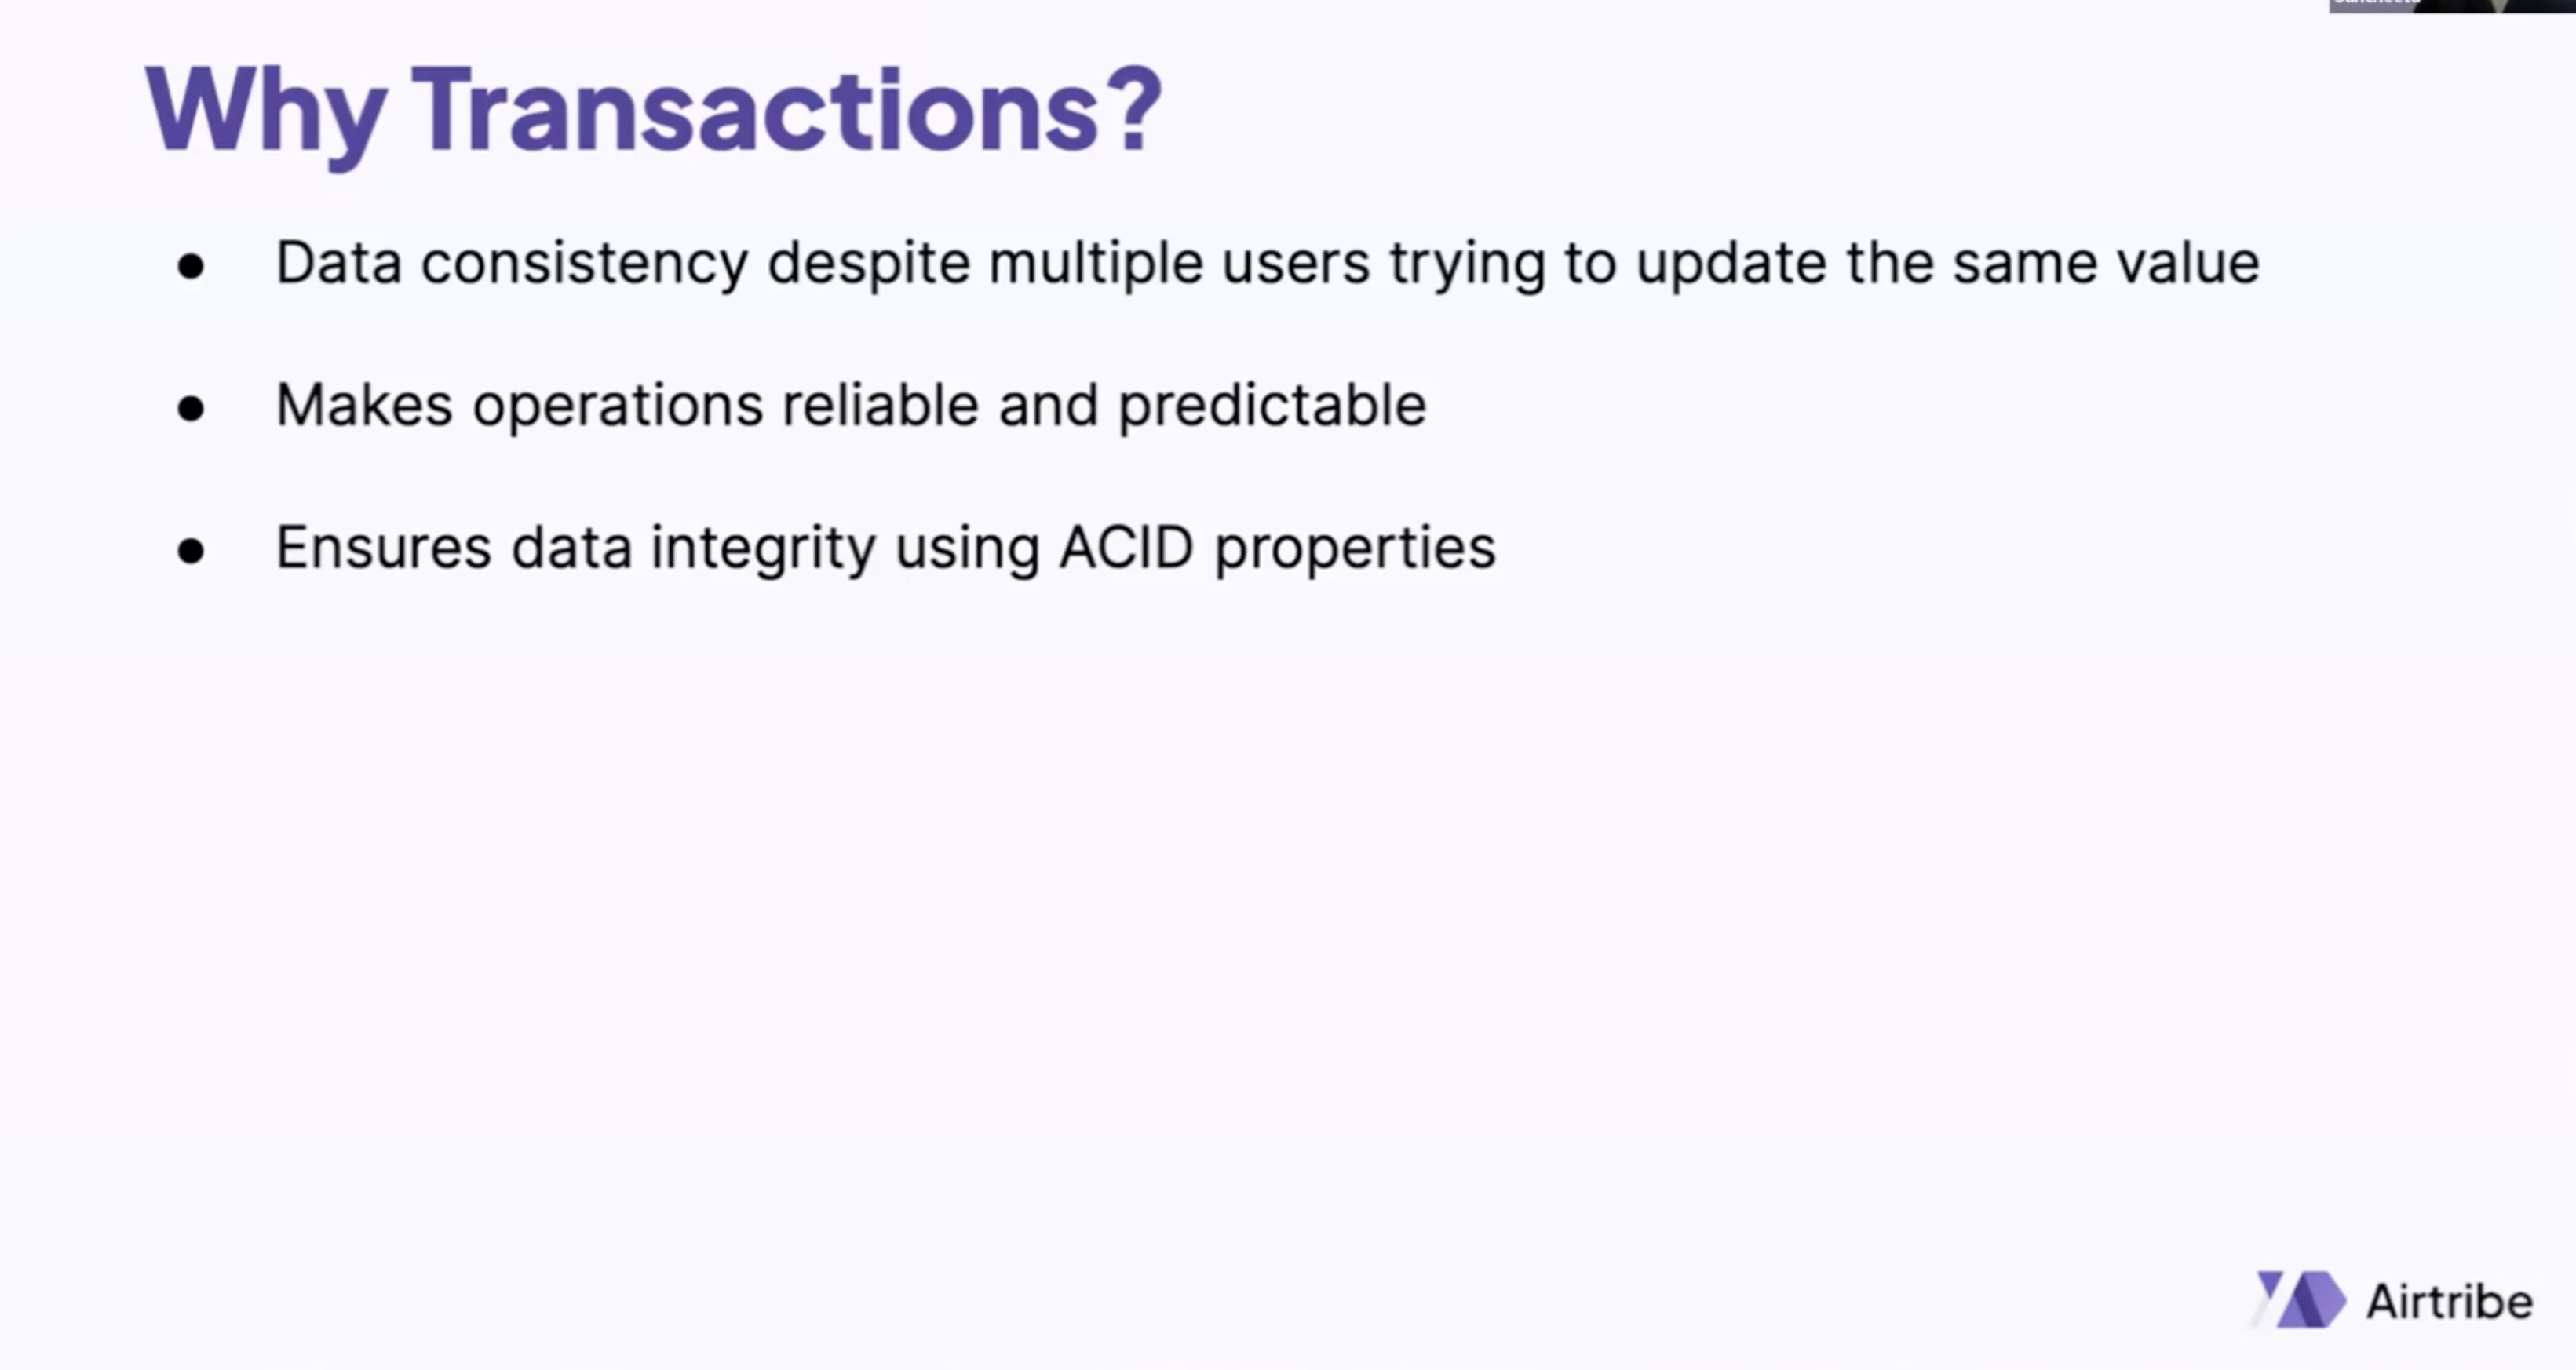 Why Transactions?
● Data consistency despite multiple users trying to update the same value
● Makes operations reliable and predictable
● Ensures data integrity using ACID properties
Airtribe